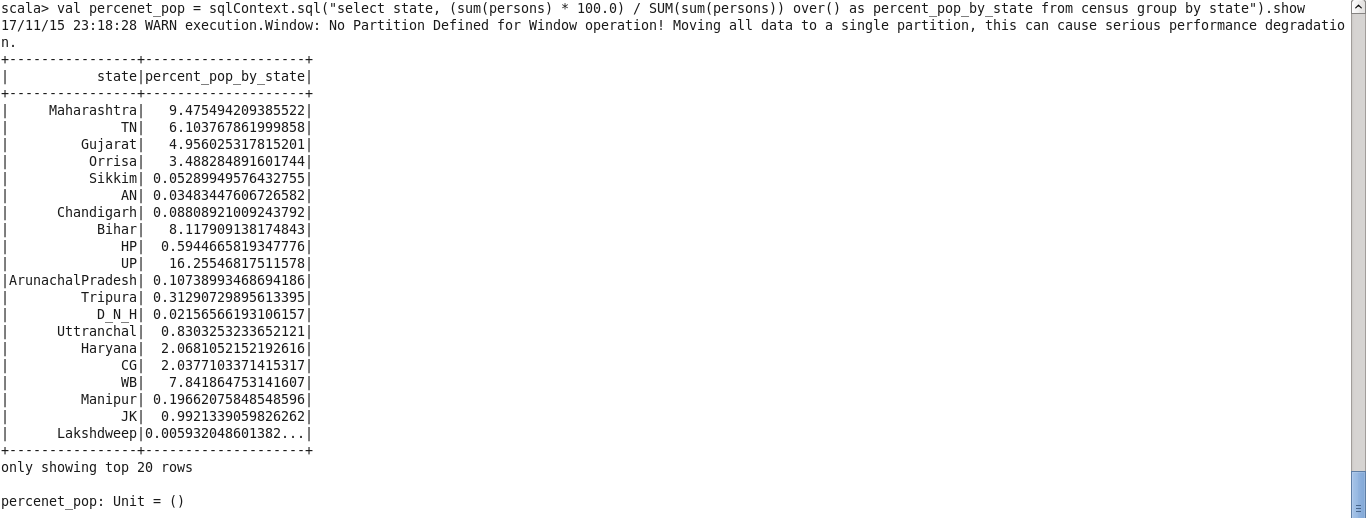 scala> val percenet_pop = sqlContext.sql("select state, (sum(persons) * 100.0) / SUM(sum(persons)) over() as percent_pop_by_state from census group by state").show
17/11/15 23:18:28 WARN execution.Window: No Partition Defined for Window operation! Moving all data to a single partition, this can cause serious performance degradatio
n.
+----------------+--------------------+
|           state|percent_pop_by_state|
+----------------+--------------------+
|     Maharashtra|   9.475494209385522|
|              TN|   6.103767861999858|
|         Gujarat|   4.956025317815201|
|          Orrisa|   3.488284891601744|
|          Sikkim| 0.05289949576432755|
|              AN| 0.03483447606726582|
|      Chandigarh| 0.08808921009243792|
|           Bihar|   8.117909138174843|
|              HP|  0.5944665819347776|
|              UP|   16.25546817511578|
|ArunachalPradesh| 0.10738993468694186|
|         Tripura| 0.31290729895613395|
|           D_N_H| 0.02156566193106157|
|      Uttranchal|  0.8303253233652121|
|         Haryana|  2.0681052152192616|
|              CG|  2.0377103371415317|
|              WB|   7.841864753141607|
|         Manipur| 0.19662075848548596|
|              JK|  0.9921339059826262|
|      Lakshdweep|0.005932048601382...|
+----------------+--------------------+
only showing top 20 rows
percenet_pop: Unit = ()